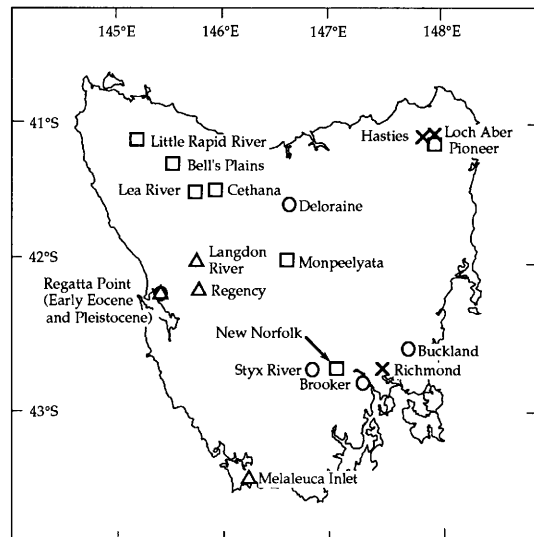 145°E 146°E 147°E 148°E
41°S
Hasties
Loch Aber
Pioneer
Little Rapid River
Bell's Plains
Lea River
Cethana
Deloraine
42°S
Langdon
River
Monpeelyata
Regatta Point
(Early Eocene
and Pleistocene)
Regency
New Norfolk
Buckland
Styx River
Richmond
Brooker
43°S
Melaleuca Inlet